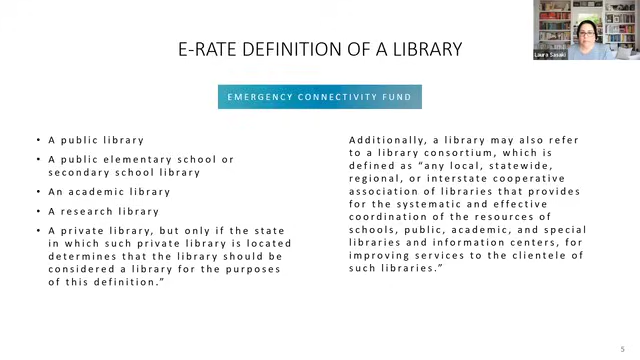 E-RATE DEFINITION OF A LIBRARY
EMERGENCY CONNECTIVITY FUND
• A public library
• A public elementary school or
secondary school library
• An academic library
• A research library
• A private library, but only if the state
in which such private library is located
determines that the library should be
considered a library for the purposes
of this definition.”
Additionally, a library may also refer
to a library consortium, which is
defined as “any local, statewide,
regional, or interstate cooperative
association of libraries that provides
for the systematic and effective
coordination of the resources of
schools, public, academic, and special
libraries and information centers, for
improving services to the clientele of
such libraries.”
Laura Sasaki
5